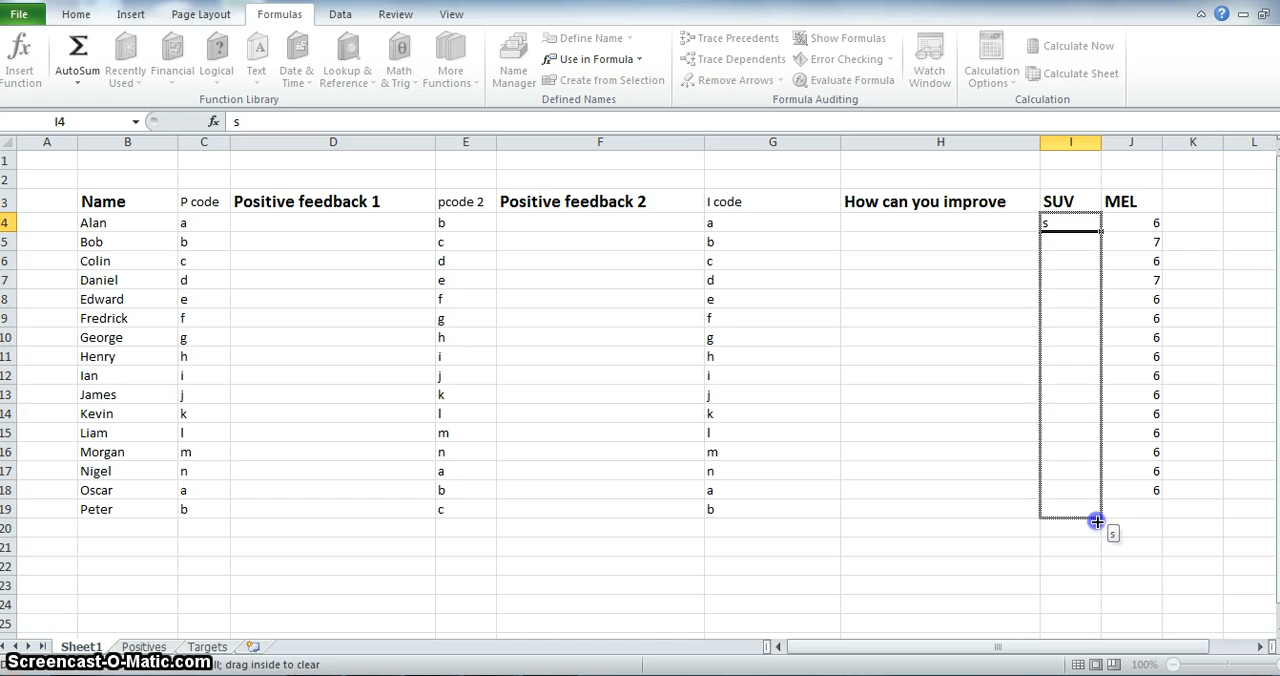 File Home Insert Page Layout Formulas Data Review View
fx Σ ? A θ
Define Name Trace Precedents Show Formulas Calculate Now
Use in Formula Trace Dependents Error Checking
Create from Selection Remove Arrows Evaluate Formula Calculate Sheet
Insert Function AutoSum Recently Used Financial Logical Text Date & Time Lookup & Reference Math & Trig More Functions Name Manager Watch Window Calculation Options
Function Library Defined Names Formula Auditing Calculation
I4 fx s
A B C D E F G H I J K L
1
2
3 Name P code Positive feedback 1 pcode 2 Positive feedback 2 I code How can you improve SUV MEL
4 Alan a b a s 6
5 Bob b c b 7
6 Colin c d c 6
7 Daniel d e d 7
8 Edward e f e 6
9 Fredrick f g f 6
10 George g h g 6
11 Henry h i h 6
12 Ian i j i 6
13 James j k j 6
14 Kevin k l k 6
15 Liam l m l 6
16 Morgan m n m 6
17 Nigel n a n 6
18 Oscar a b a 6
19 Peter b c b
20 s
21
22
23
24
25
Sheet1 Positives Targets
Screencast-O-Matic.com ; drag inside to clear 100%